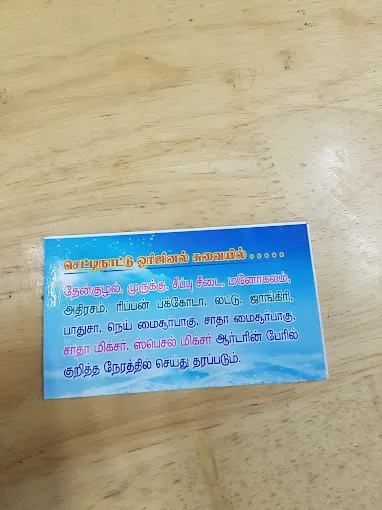 செட்டிநாட்டு ஒரிஜினல் சுவையில் . . . . .
தேன்குழல், முருக்கு, சீப்பு சீடை, மனோகலம்,
அதிரசம், ரிப்பன் பக்கோடா, லட்டு, ஜாங்கிரி,
பாதுசா, நெய் மைசூர்பாகு, சாதா மைசூர்பாகு,
சாதா மிக்சர், ஸ்பெசல் மிக்சர் ஆர்டரின் பேரில்
குறித்த நேரத்தில் செய்து தரப்படும்.